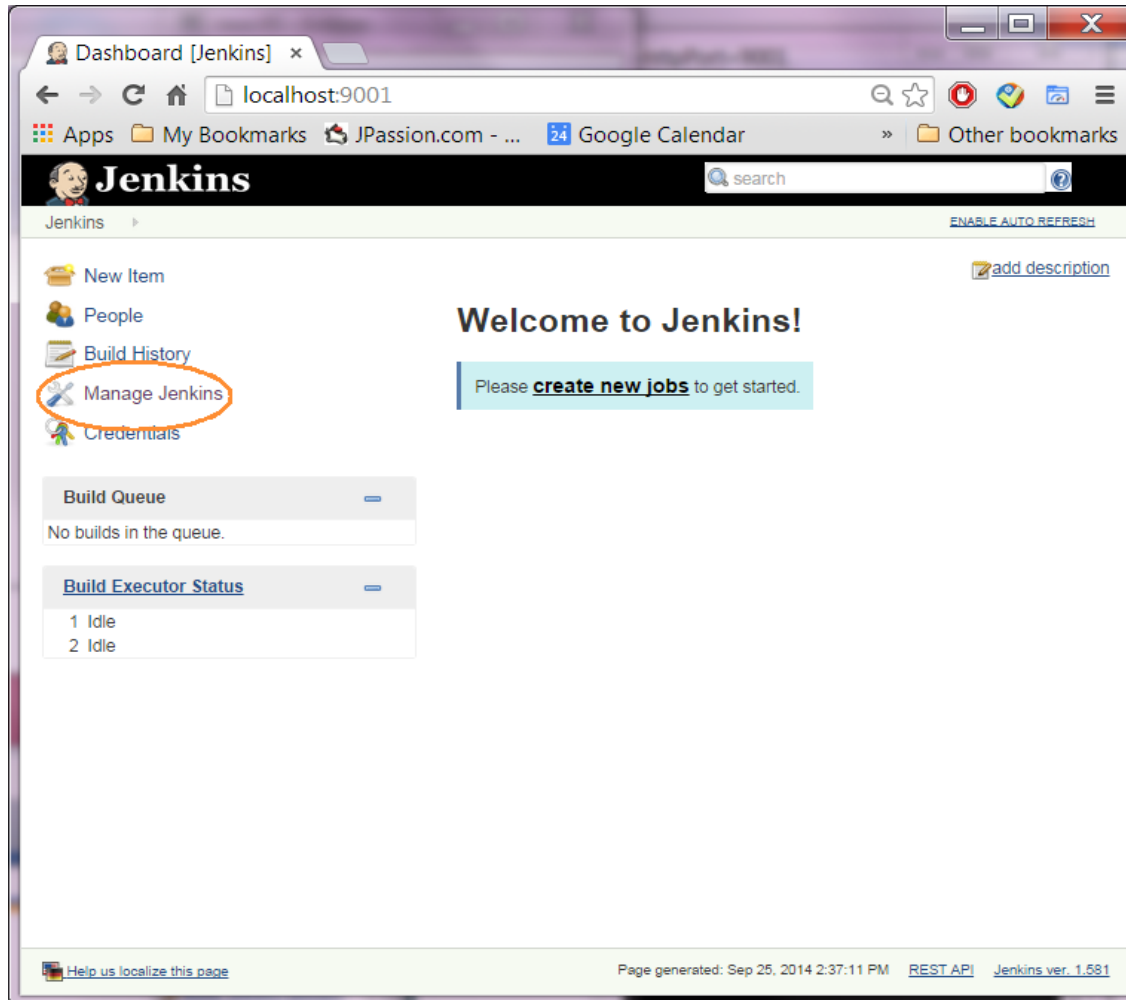 Dashboard [Jenkins] ×
localhost:9001
Apps My Bookmarks JPassion.com - ... 24 Google Calendar » Other bookmarks
Jenkins
search
Jenkins
ENABLE AUTO REFRESH
add description
New Item
People
Build History
Manage Jenkins
Credentials
Welcome to Jenkins!
Please create new jobs to get started.
Build Queue
No builds in the queue.
Build Executor Status
1 Idle
2 Idle
Help us localize this page
Page generated: Sep 25, 2014 2:37:11 PM REST API Jenkins ver. 1.581